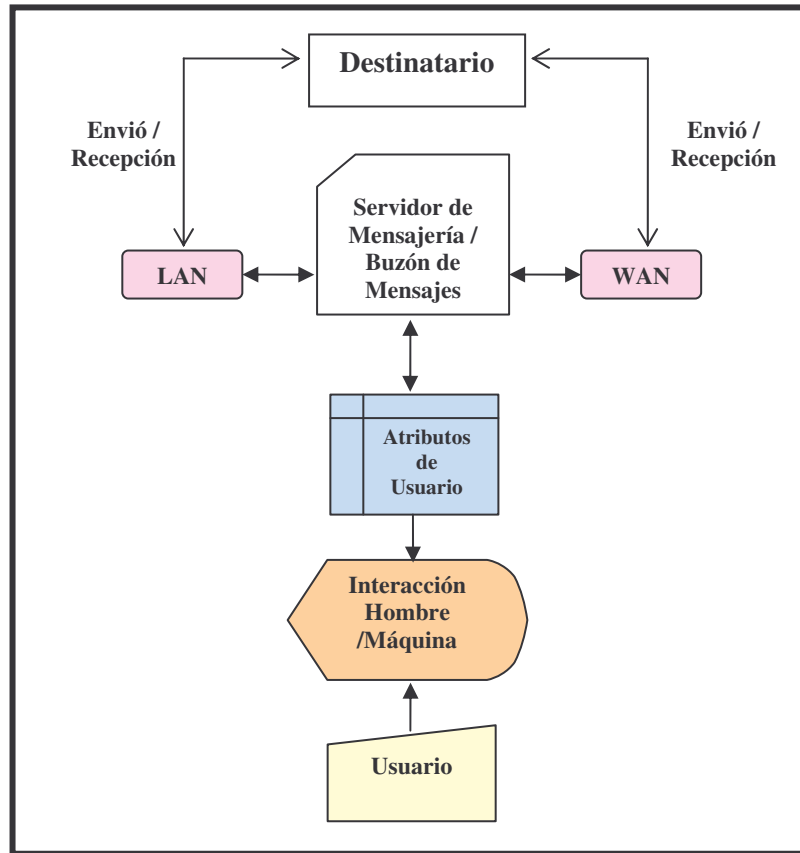 Destinatario
Envió /
Recepción
Envió /
Recepción
Servidor de
Mensajería /
Buzón de
Mensajes
LAN
WAN
Atributos
de
Usuario
Interacción
Hombre
/Máquina
Usuario